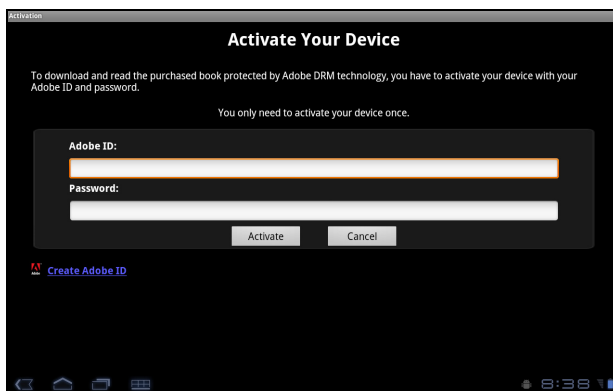 Activation
Activate Your Device
To download and read the purchased book protected by Adobe DRM technology, you have to activate your device with your
Adobe ID and password.
You only need to activate your device once.
Adobe ID:
Password:
Activate Cancel
Adobe Create Adobe ID
8:38